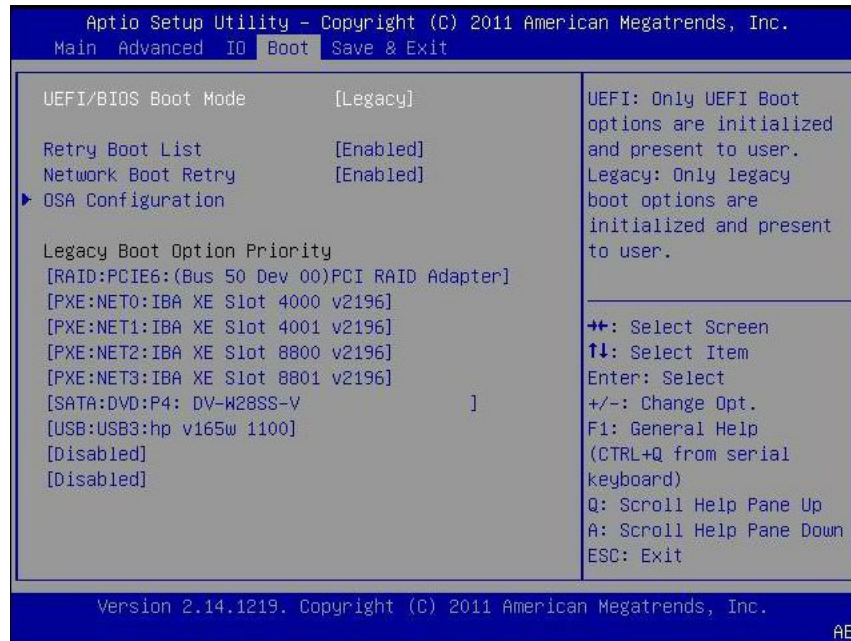 Aptio Setup Utility - Copyright (C) 2011 American Megatrends, Inc.
Main Advanced IO Boot Save & Exit
UEFI/BIOS Boot Mode [Legacy]
Retry Boot List [Enabled]
Network Boot Retry [Enabled]
OSA Configuration
Legacy Boot Option Priority
[RAID:PCIE6:(Bus 50 Dev 00)PCI RAID Adapter]
[PXE:NET0:IBA XE Slot 4000 v2196]
[PXE:NET1:IBA XE Slot 4001 v2196]
[PXE:NET2:IBA XE Slot 8800 v2196]
[PXE:NET3:IBA XE Slot 8801 v2196]
[SATA:DVD:P4: DV-W28SS-V ]
[USB:USB3:hp v165w 1100]
[Disabled]
[Disabled]
UEFI: Only UEFI Boot
options are initialized
and present to user.
Legacy: Only legacy
boot options are
initialized and present
to user.
→←: Select Screen
↑↓: Select Item
Enter: Select
+/-: Change Opt.
F1: General Help
(CTRL+Q from serial
keyboard)
Q: Scroll Help Pane Up
A: Scroll Help Pane Down
ESC: Exit
Version 2.14.1219. Copyright (C) 2011 American Megatrends, Inc.